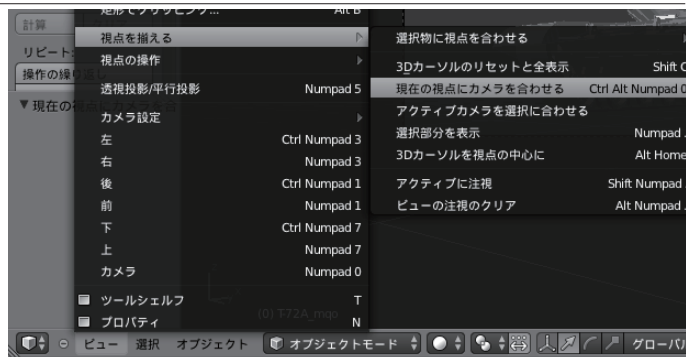 計算
矩形でクリッピング... Alt B
リピート:
操作の繰り返し
▼現在の視点にカメラを合
視点を揃える
視点の操作
透視投影/平行投影 Numpad 5
カメラ設定
左 Ctrl Numpad 3
右 Numpad 3
後 Ctrl Numpad 1
前 Numpad 1
下 Ctrl Numpad 7
上 Numpad 7
カメラ Numpad 0
ツールシェルフ T
プロパティ N
選択物に視点を合わせる
3Dカーソルのリセットと全表示 Shift C
現在の視点にカメラを合わせる Ctrl Alt Numpad 0
アクティブカメラを選択に合わせる
選択部分を表示 Numpad .
3Dカーソルを視点の中心に Alt Home
アクティブに注視 Shift Numpad .
ビューの注視のクリア Alt Numpad .
(0) T-72A_mqo
ビュー 選択 オブジェクト オブジェクトモード グローバル